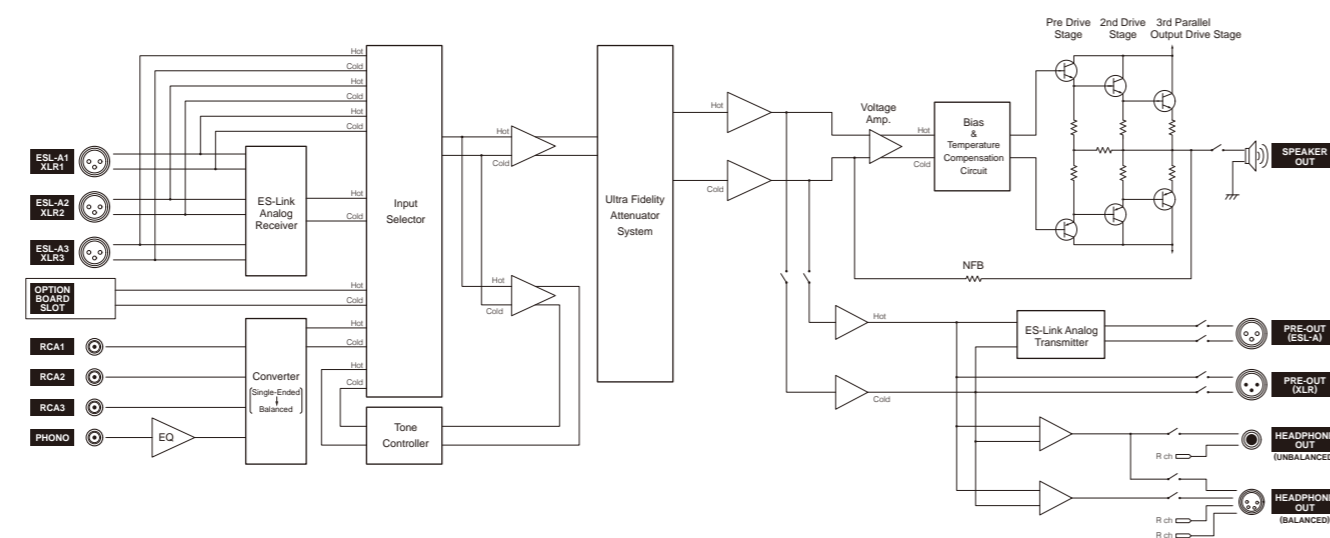 Pre Drive
Stage
2nd Drive
Stage
3rd Parallel
Output Drive Stage
Hot
Cold
Hot
Cold
Hot
Cold
ESL-A1
XLR1
ESL-A2
XLR2
ESL-A3
XLR3
OPTION
BOARD
SLOT
RCA1
RCA2
RCA3
PHONO
EQ
ES-Link
Analog
Receiver
Hot
Cold
Hot
Cold
Converter
Single-Ended
Balanced
Hot
Cold
Hot
Cold
Input
Selector
Tone
Controller
Hot
Cold
Hot
Cold
Ultra Fidelity
Attenuator
System
Hot
Cold
Voltage
Amp.
Hot
Cold
Bias
&
Temperature
Compensation
Circuit
NFB
SPEAKER
OUT
Hot
Cold
ES-Link Analog
Transmitter
PRE-OUT
(ESL-A)
PRE-OUT
(XLR)
R ch
HEADPHONE
OUT
(UNBALANCED)
R ch
R ch
HEADPHONE
OUT
(BALANCED)